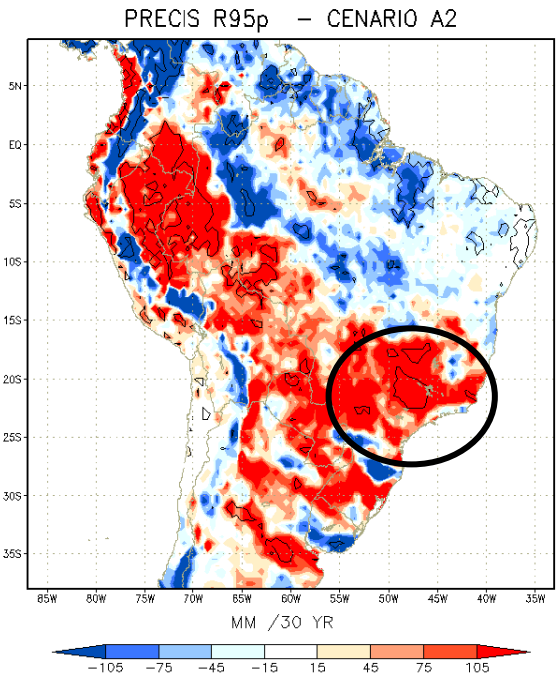 PRECIS R95p – CENARIO A2
5N
EQ
5S
10S
15S
20S
25S
30S
35S
85W 80W 75W 70W 65W 60W 55W 50W 45W 40W 35W
MM /30 YR
−105 −75 −45 −15 15 45 75 105